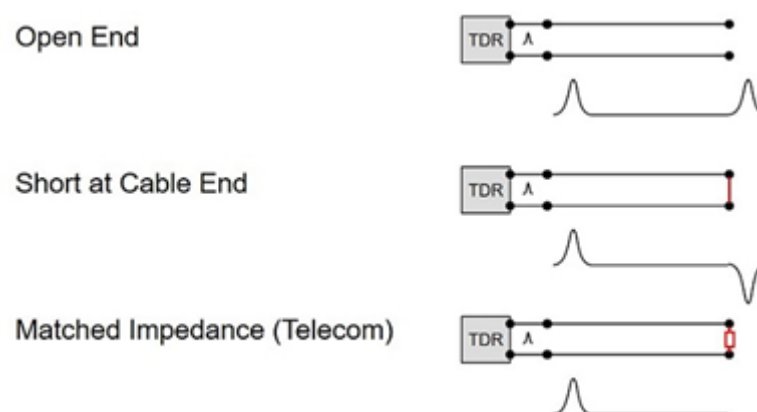 Open End
TDR
Short at Cable End
TDR
Matched Impedance (Telecom)
TDR